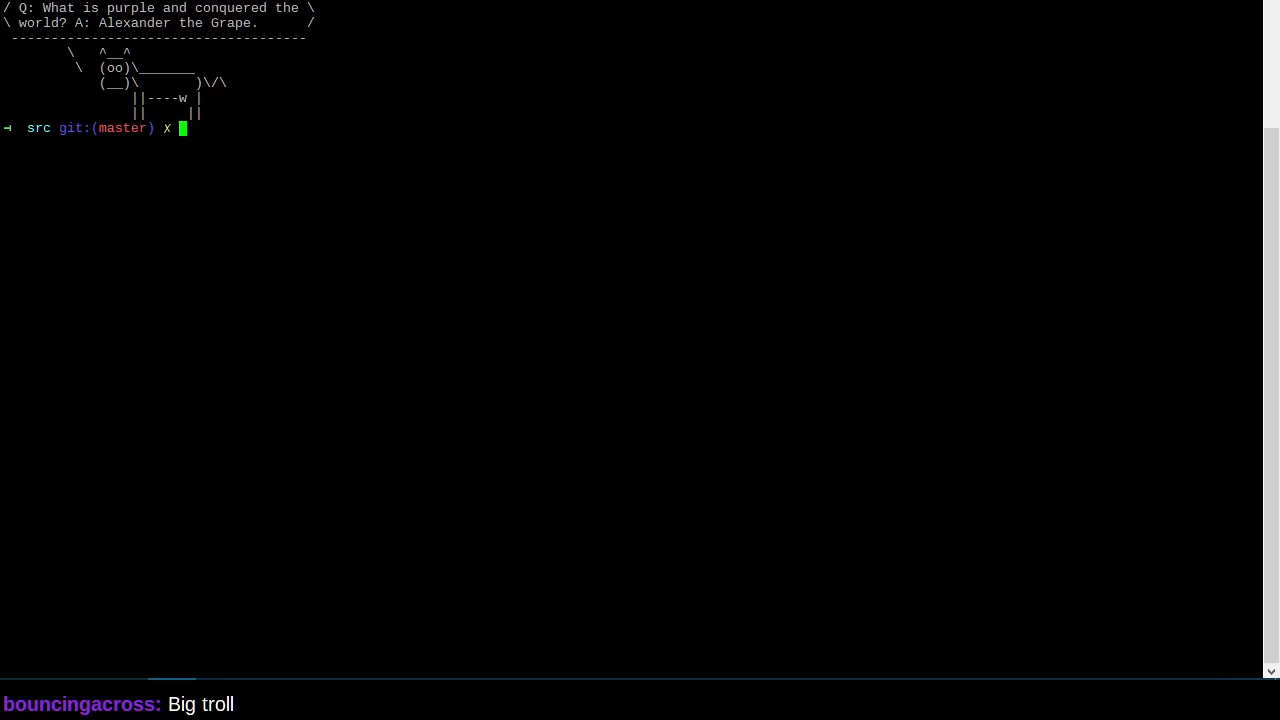 / Q: What is purple and conquered the \
\ world? A: Alexander the Grape.      /
 -------------------------------------
        \   ^__^
         \  (oo)\_______
            (__)\       )\/\
                ||----w |
                ||     ||
→  src git:(master) ✗
bouncingacross: Big troll